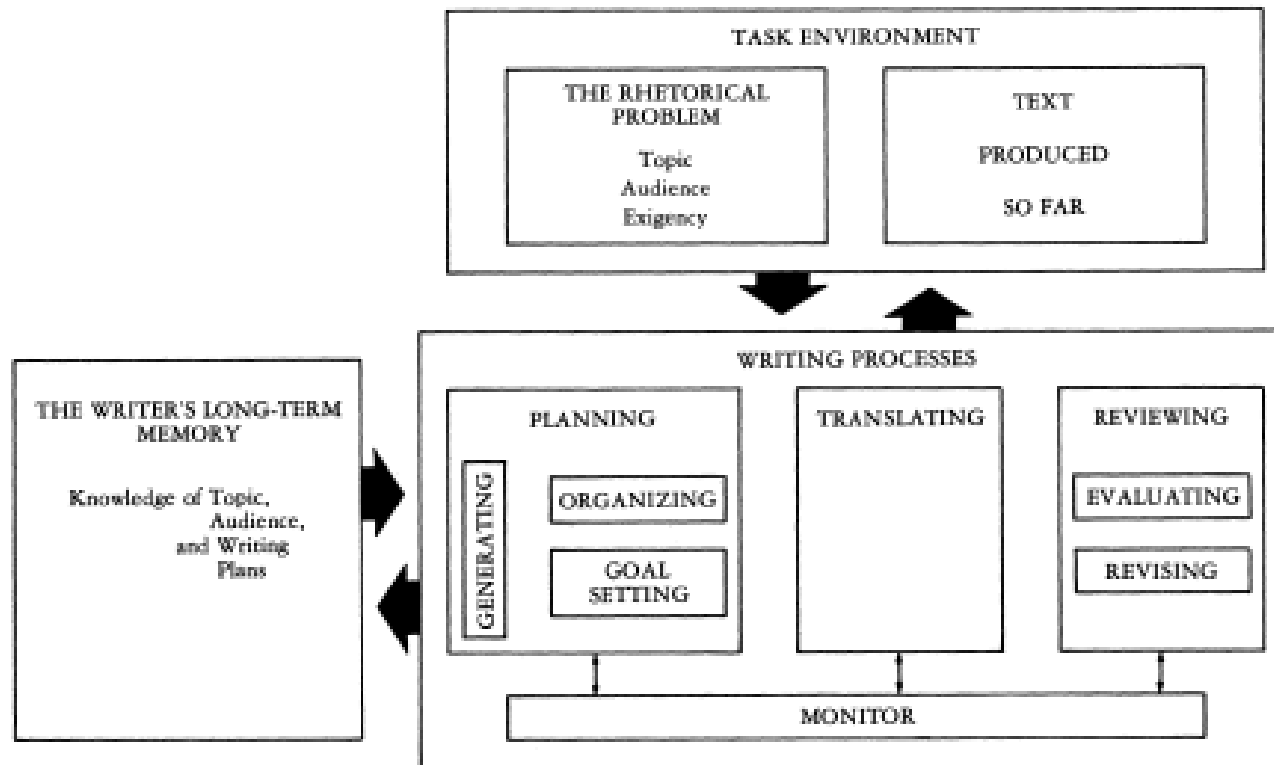 TASK ENVIRONMENT
THE RHETORICAL
PROBLEM
Topic
Audience
Exigency
TEXT
PRODUCED
SO FAR
THE WRITER'S LONG-TERM
MEMORY
Knowledge of Topic,
Audience,
and Writing
Plans
WRITING PROCESSES
PLANNING
GENERATING
ORGANIZING
GOAL
SETTING
TRANSLATING
REVIEWING
EVALUATING
REVISING
MONITOR